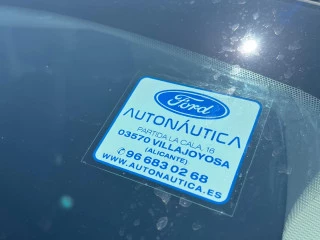 Ford
AUTONÁUTICA
PARTIDA LA CALA, 16
03570 VILLAJOYOSA
(ALICANTE)
96 683 02 68
WWW.AUTONAUTICA.ES